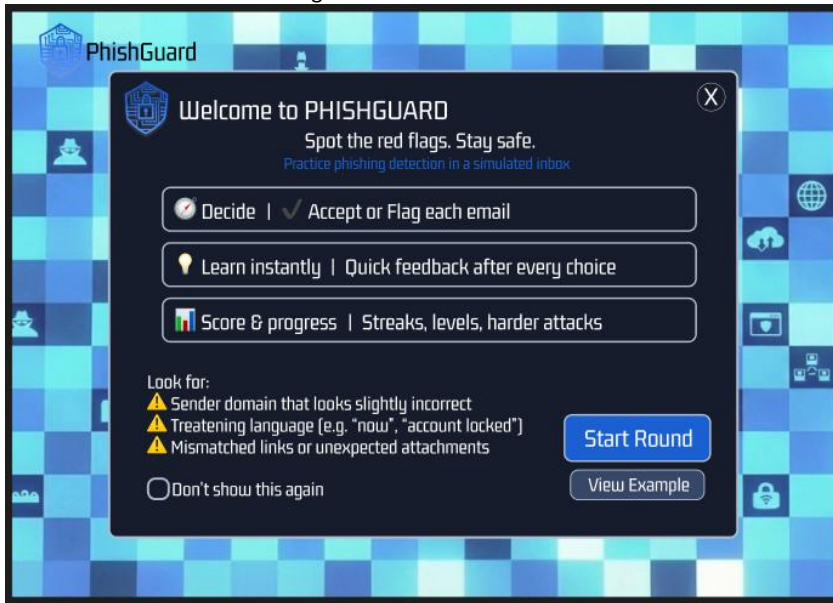 PhishGuard
Welcome to PHISHGUARD
X
Spot the red flags. Stay safe.
Practice phishing detection in a simulated inbox
Decide | ✓ Accept or Flag each email
Learn instantly | Quick feedback after every choice
Score & progress | Streaks, levels, harder attacks
Look for:
Sender domain that looks slightly incorrect
Treatening language (e.g. “now”, “account locked”)
Mismatched links or unexpected attachments
Start Round
Don't show this again
View Example